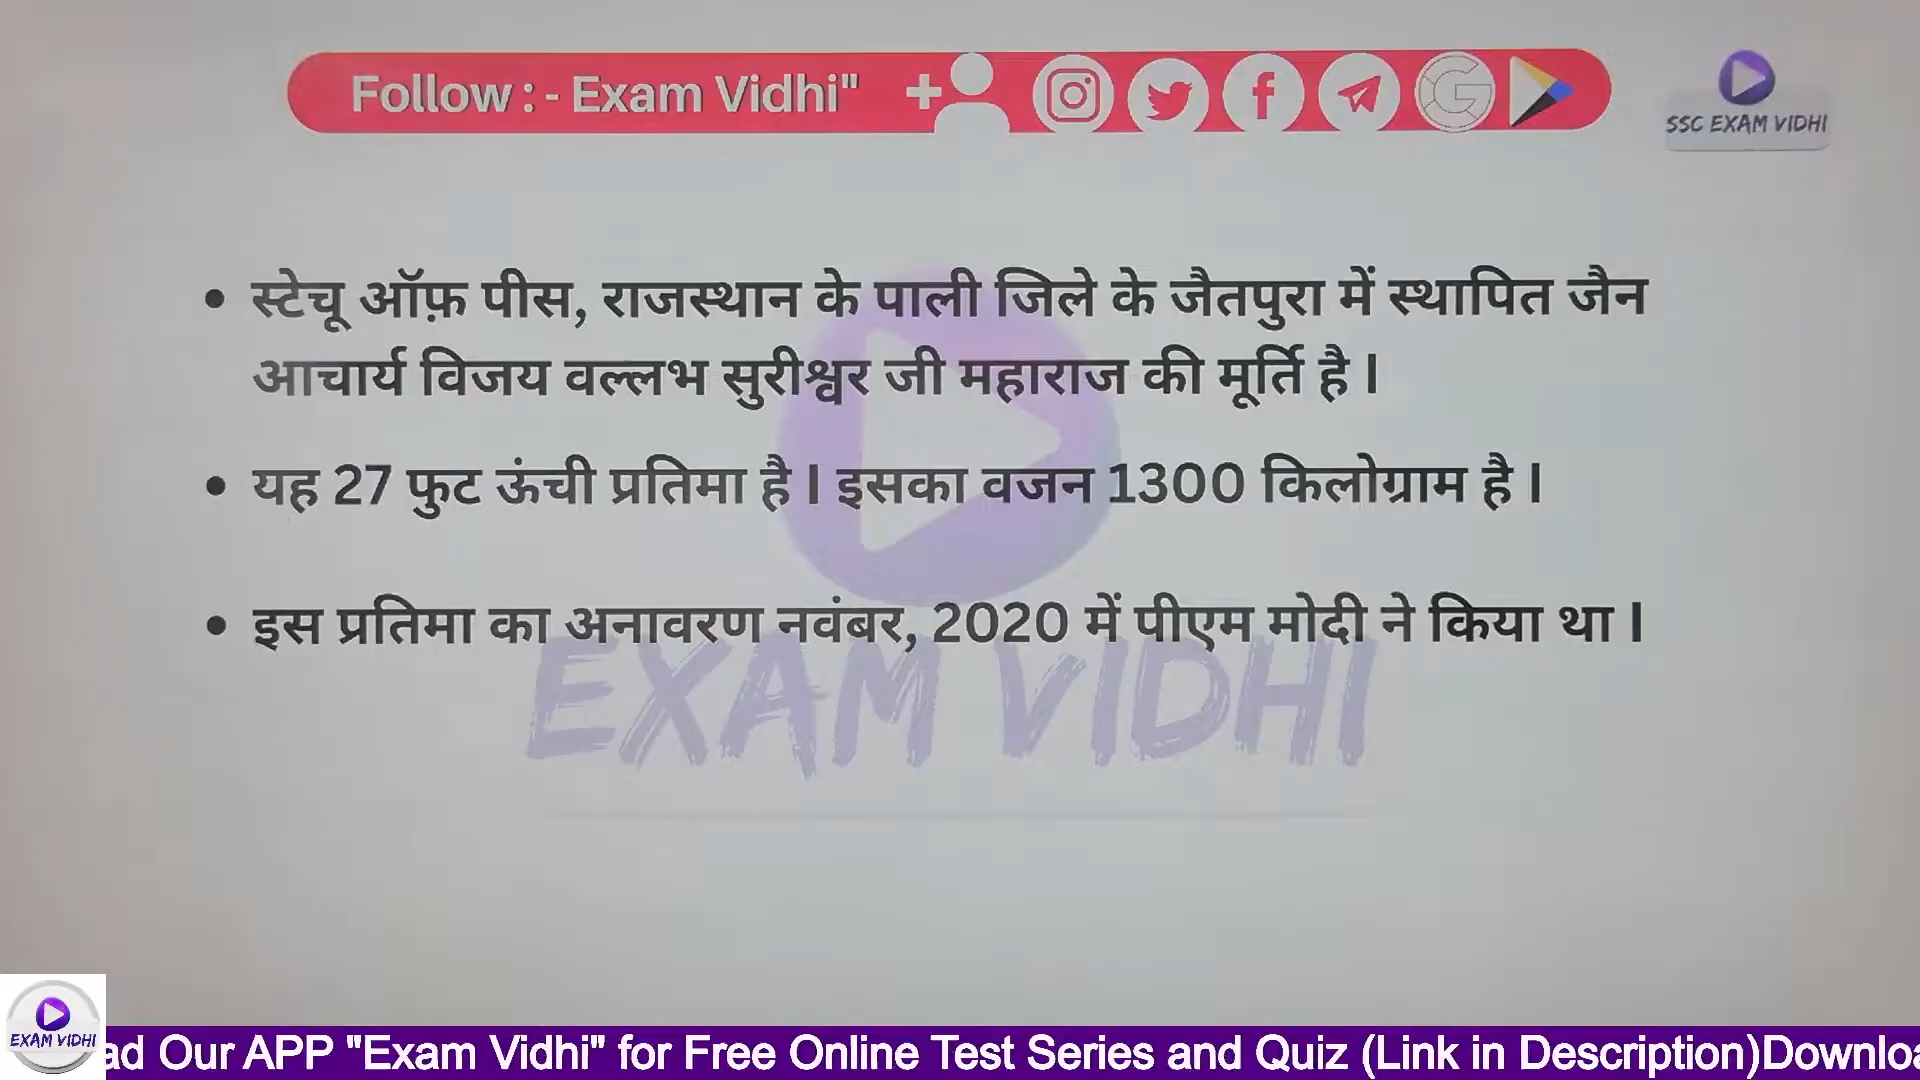 Follow : - Exam Vidhi"
SSC EXAM VIDHI
• स्टेचू ऑफ़ पीस, राजस्थान के पाली जिले के जैतपुरा में स्थापित जैन
आचार्य विजय वल्लभ सुरीश्वर जी महाराज की मूर्ति है।
• यह 27 फुट ऊंची प्रतिमा है। इसका वजन 1300 किलोग्राम है।
• इस प्रतिमा का अनावरण नवंबर, 2020 में पीएम मोदी ने किया था।
EXAM VIDHI
EXAM VIDHI
ad Our APP "Exam Vidhi" for Free Online Test Series and Quiz (Link in Description)Downloa